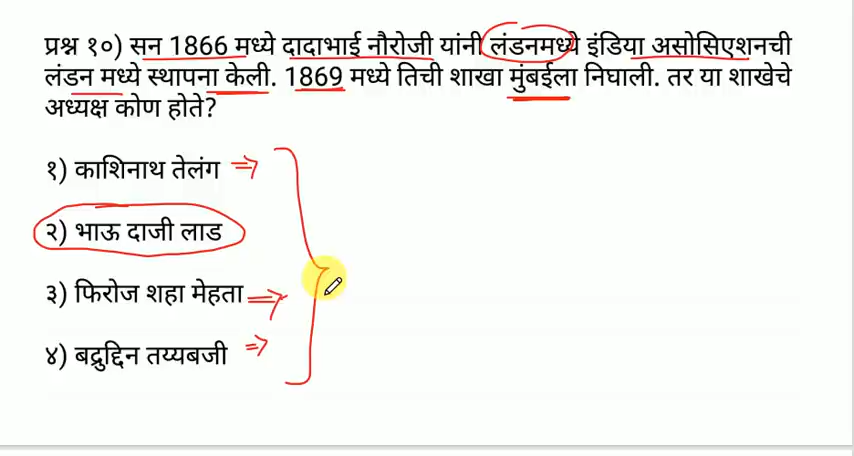 प्रश्न १०) सन 1866 मध्ये दादाभाई नौरोजी यांनी लंडनमध्ये इंडिया असोसिएशनची
लंडन मध्ये स्थापना केली. 1869 मध्ये तिची शाखा मुंबईला निघाली. तर या शाखेचे
अध्यक्ष कोण होते?
१) काशिनाथ तेलंग
२) भाऊ दाजी लाड
३) फिरोज शहा मेहता
४) बद्रुद्दिन तय्यबजी